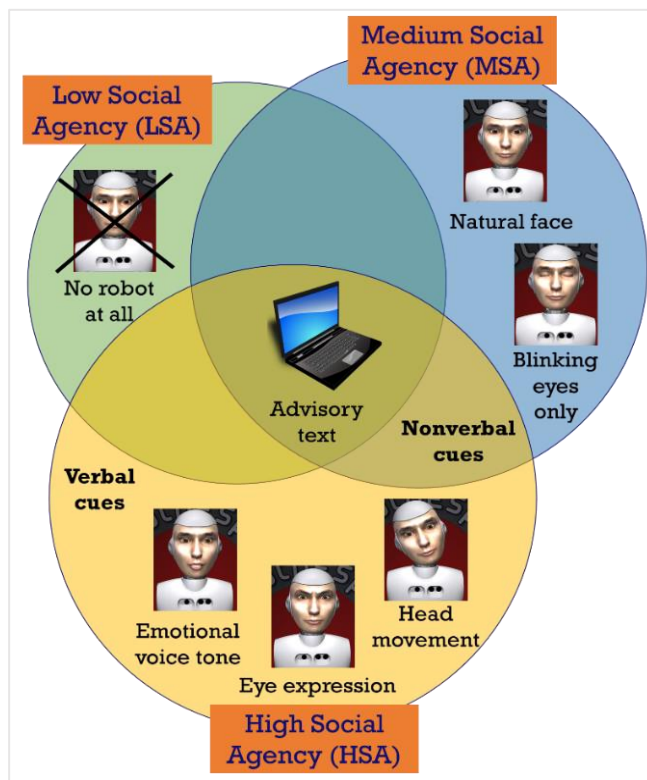 Medium Social
Agency (MSA)
Low Social
Agency (LSA)
Natural face
No robot
at all
Blinking
eyes
only
Advisory
text
Nonverbal
cues
Verbal
cues
Emotional
voice tone
Eye expression
Head
movement
High Social
Agency (HSA)